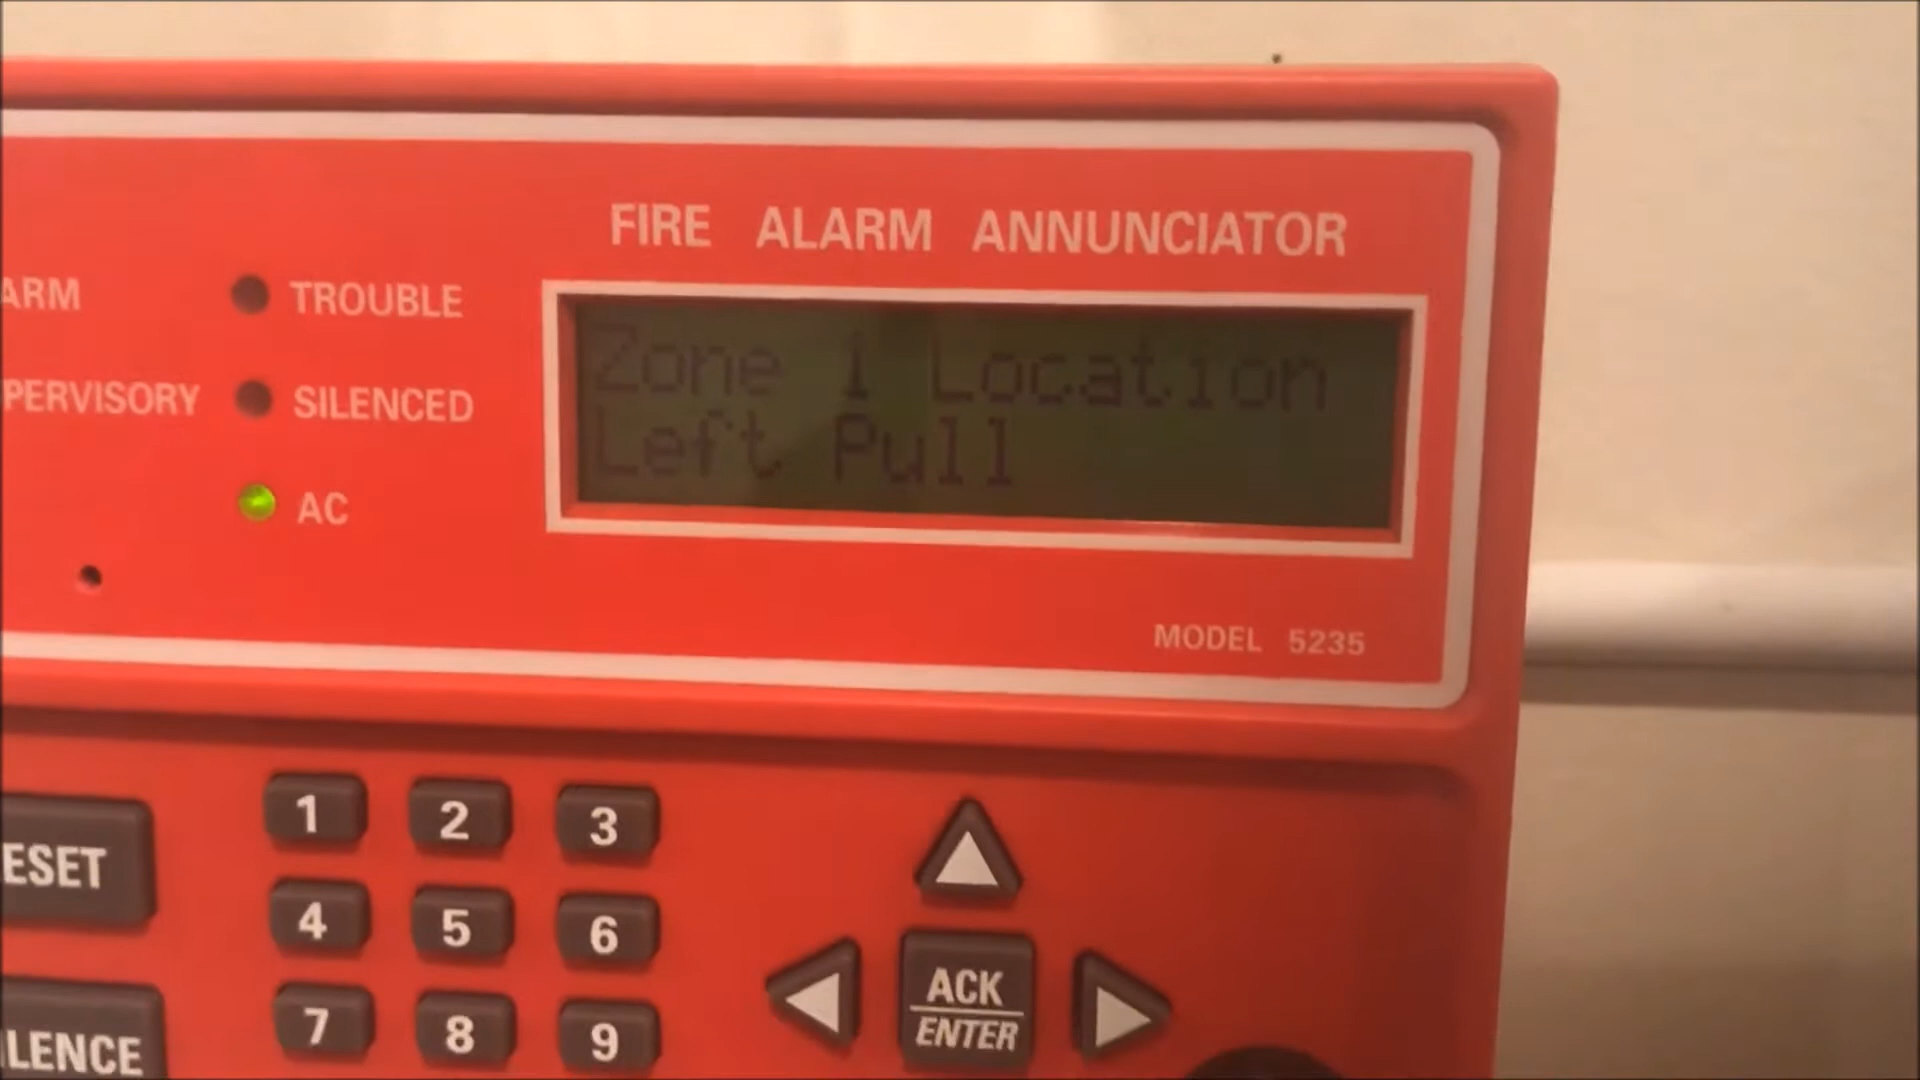 FIRE ALARM ANNUNCIATOR
ARM
TROUBLE
Zone 1 Location
Left Pull
PERVISORY
SILENCED
AC
MODEL 5235
ESET
1 2 3
4 5 6
7 8 9
ACK
ENTER
LENCE